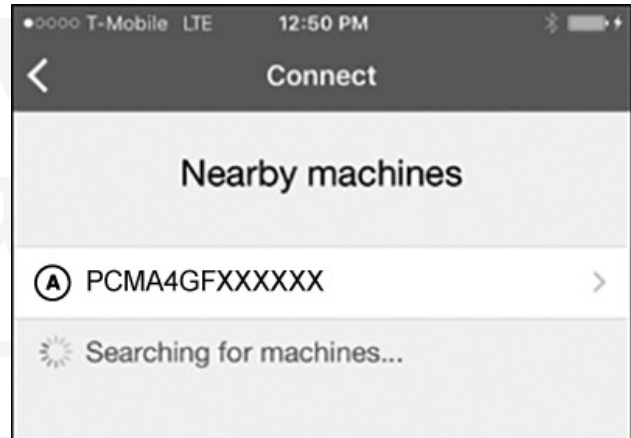 T-Mobile LTE 12:50 PM
Connect
Nearby machines
A PCMA4GFXXXXXX
Searching for machines...